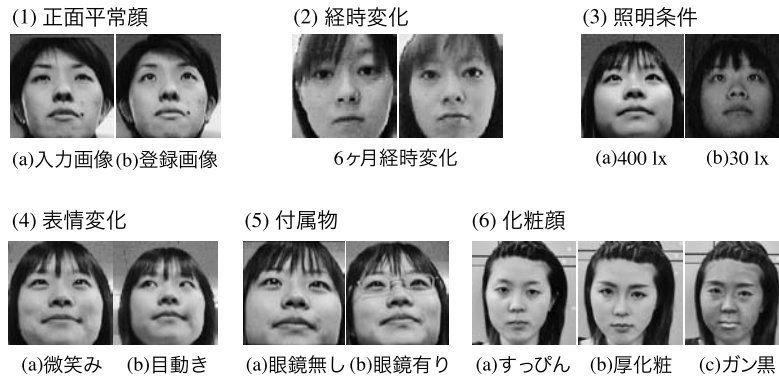 (1) 正面平常顔
(2) 経時変化
(3) 照明条件
(a)入力画像 (b)登録画像
6ヶ月経時変化
(a)400 lx
(b)30 lx
(4) 表情変化
(5) 付属物
(6) 化粧顔
(a)微笑み
(b)目動き
(a)眼鏡無し (b)眼鏡有り
(a)すっぴん
(b)厚化粧
(c)ガン黒